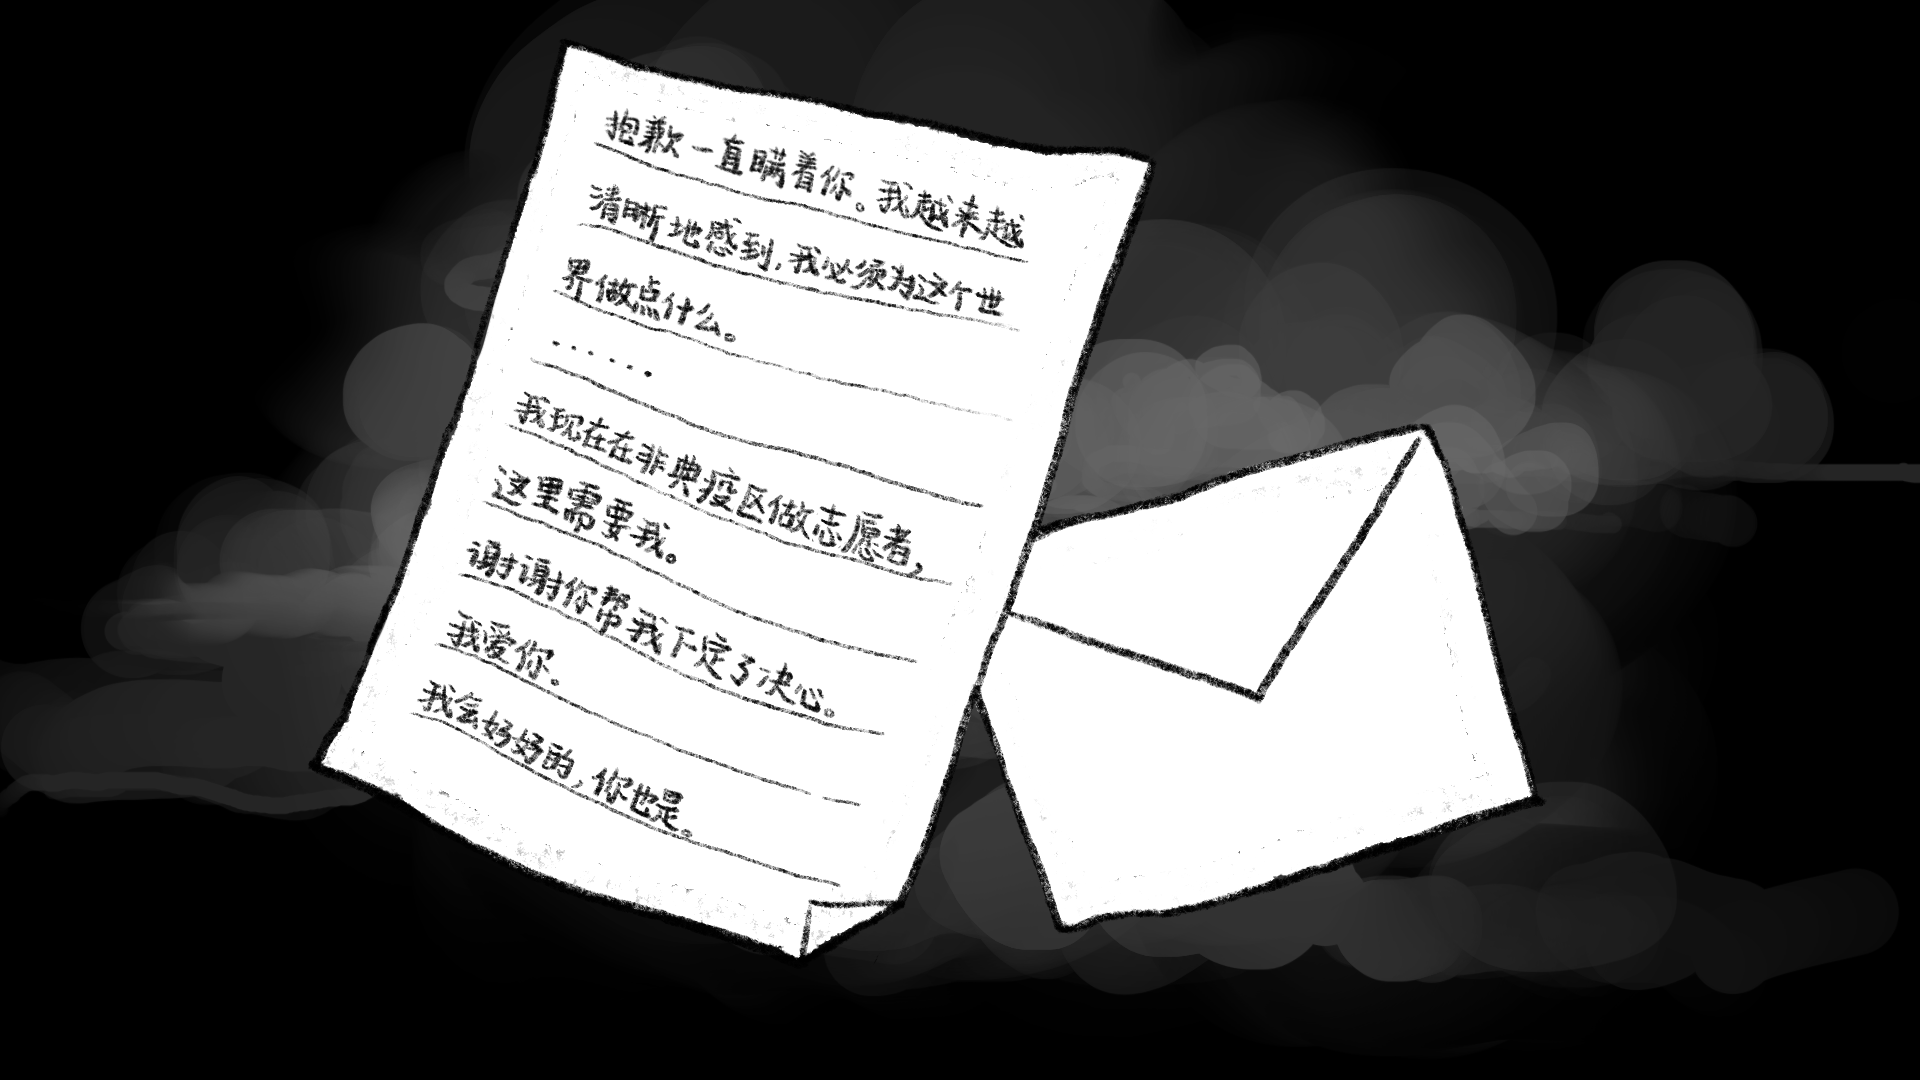 抱歉一直瞒着你。我越来越
清晰地感到,我必须为这个世
界做点什么。
······
我现在在非典疫区做志愿者,
这里需要我。
谢谢你帮我下定了决心。
我爱你。
我会好好的,你也是。